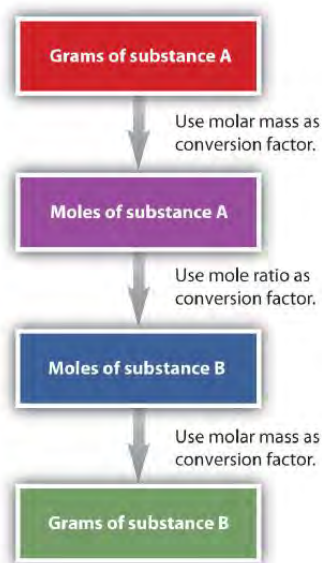 Grams of substance A
Use molar mass as
conversion factor.
Moles of substance A
Use mole ratio as
conversion factor.
Moles of substance B
Use molar mass as
conversion factor.
Grams of substance B